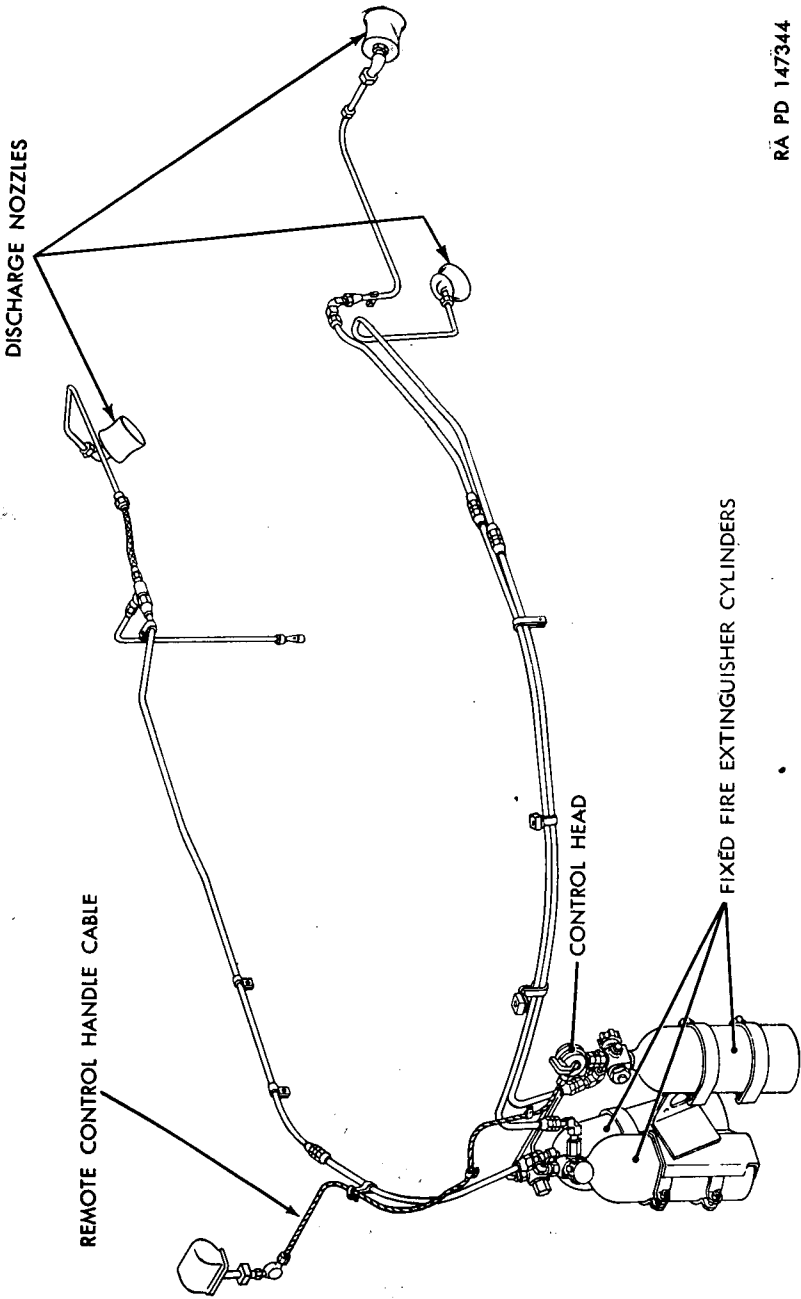 DISCHARGE NOZZLES
REMOTE CONTROL HANDLE CABLE
CONTROL HEAD
FIXED FIRE EXTINGUISHER CYLINDERS
RA PD 147344